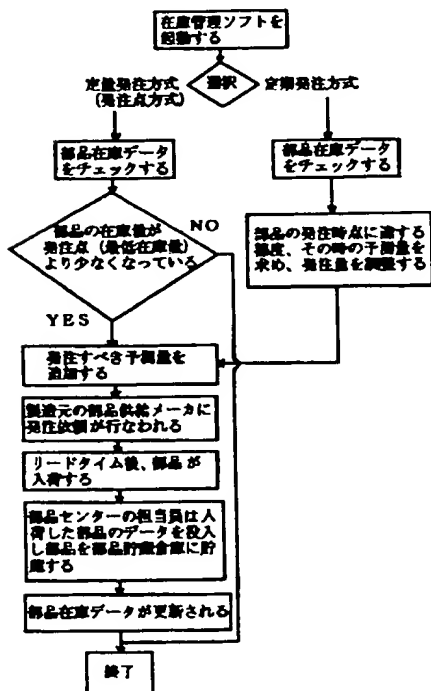 在庫管理ソフトを
起動する
選択
定量発注方式
(発注点方式)
定期発注方式
部品在庫データ
をチェックする
部品在庫データ
をチェックする
部品の在庫量が
発注点(最低在庫量)
より少なくなっている
NO
YES
部品の発注時点に達する
都度、その時の予測量を
求め、発注量を調整する
発注すべき予測量を
追加する
製造元の部品供給メーカに
発注依頼が行なわれる
リードタイム後、部品が
入荷する
部品センターの担当員は入
荷した部品のデータを投入
し部品を部品貯蔵倉庫に貯
蔵する
部品在庫データが更新される
終了